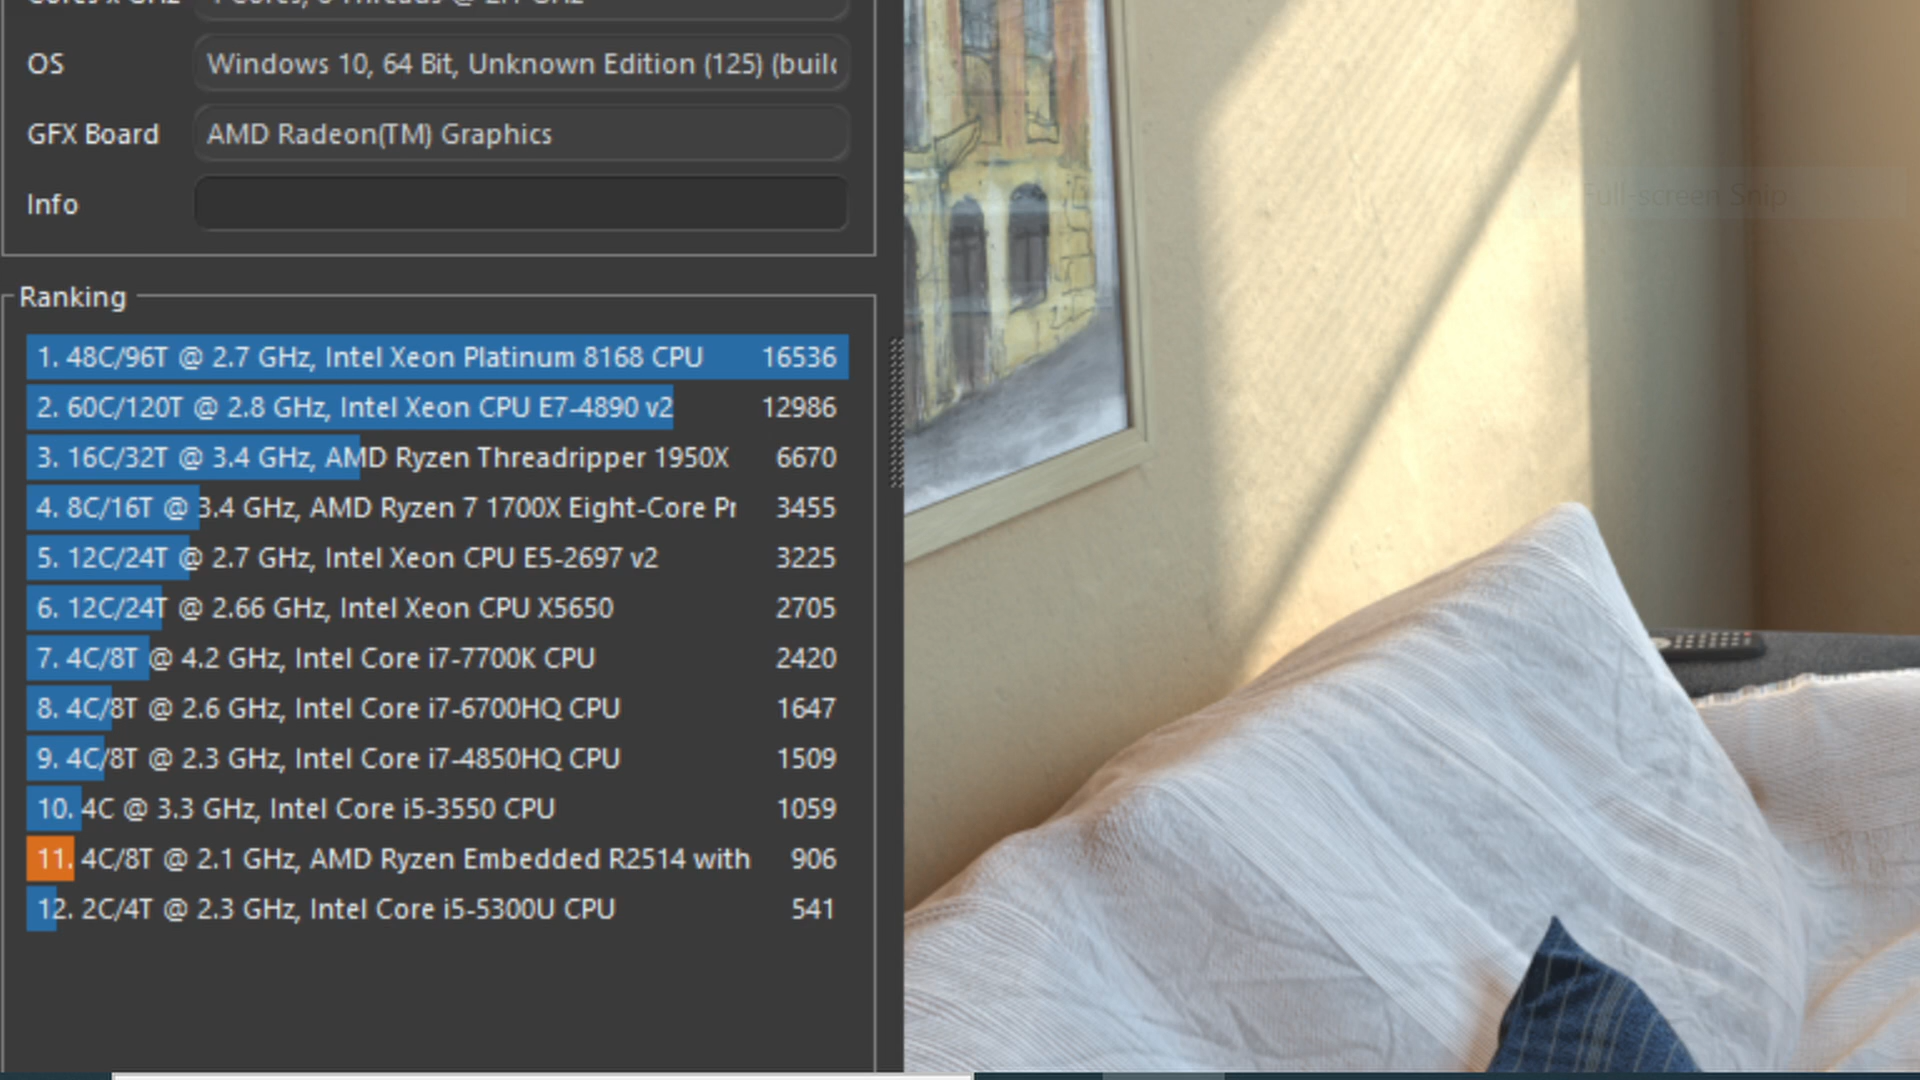 OS
Windows 10, 64 Bit, Unknown Edition (125) (build
GFX Board
AMD Radeon(TM) Graphics
Info
Full-screen Snip
Ranking
1. 48C/96T @ 2.7 GHz, Intel Xeon Platinum 8168 CPU 16536
2. 60C/120T @ 2.8 GHz, Intel Xeon CPU E7-4890 v2 12986
3. 16C/32T @ 3.4 GHz, AMD Ryzen Threadripper 1950X 6670
4. 8C/16T @ 3.4 GHz, AMD Ryzen 7 1700X Eight-Core Pr 3455
5. 12C/24T @ 2.7 GHz, Intel Xeon CPU E5-2697 v2 3225
6. 12C/24T @ 2.66 GHz, Intel Xeon CPU X5650 2705
7. 4C/8T @ 4.2 GHz, Intel Core i7-7700K CPU 2420
8. 4C/8T @ 2.6 GHz, Intel Core i7-6700HQ CPU 1647
9. 4C/8T @ 2.3 GHz, Intel Core i7-4850HQ CPU 1509
10. 4C @ 3.3 GHz, Intel Core i5-3550 CPU 1059
11. 4C/8T @ 2.1 GHz, AMD Ryzen Embedded R2514 with 906
12. 2C/4T @ 2.3 GHz, Intel Core i5-5300U CPU 541